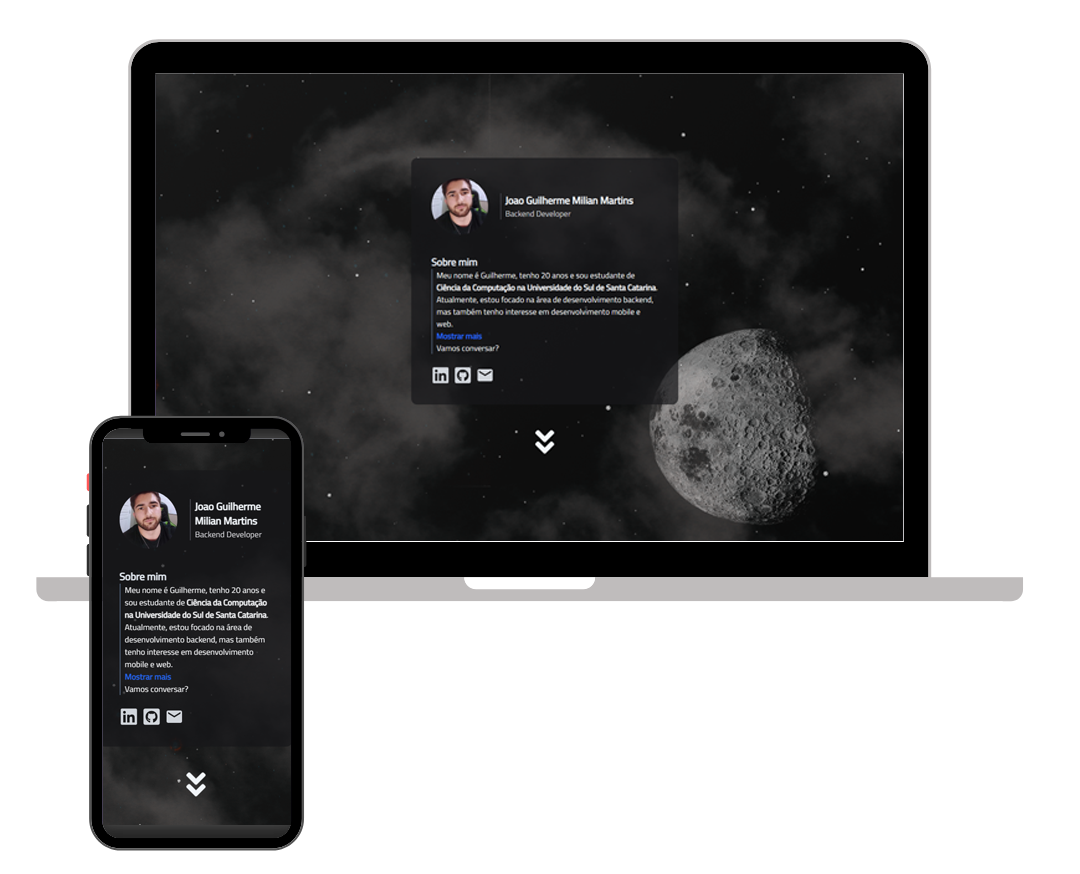 Joao Guilherme Milian Martins
Backend Developer
Sobre mim
Meu nome é Guilherme, tenho 20 anos e sou estudante de
Ciência da Computação na Universidade do Sul de Santa Catarina.
Atualmente, estou focado na área de desenvolvimento backend,
mas também tenho interesse em desenvolvimento mobile e
web.
Mostrar mais
Vamos conversar?
in
Joao Guilherme
Milian Martins
Backend Developer
Sobre mim
Meu nome é Guilherme, tenho 20 anos e
sou estudante de Ciência da Computação
na Universidade do Sul de Santa Catarina.
Atualmente, estou focado na área de
desenvolvimento backend, mas também
tenho interesse em desenvolvimento
mobile e web.
Mostrar mais
Vamos conversar?
in